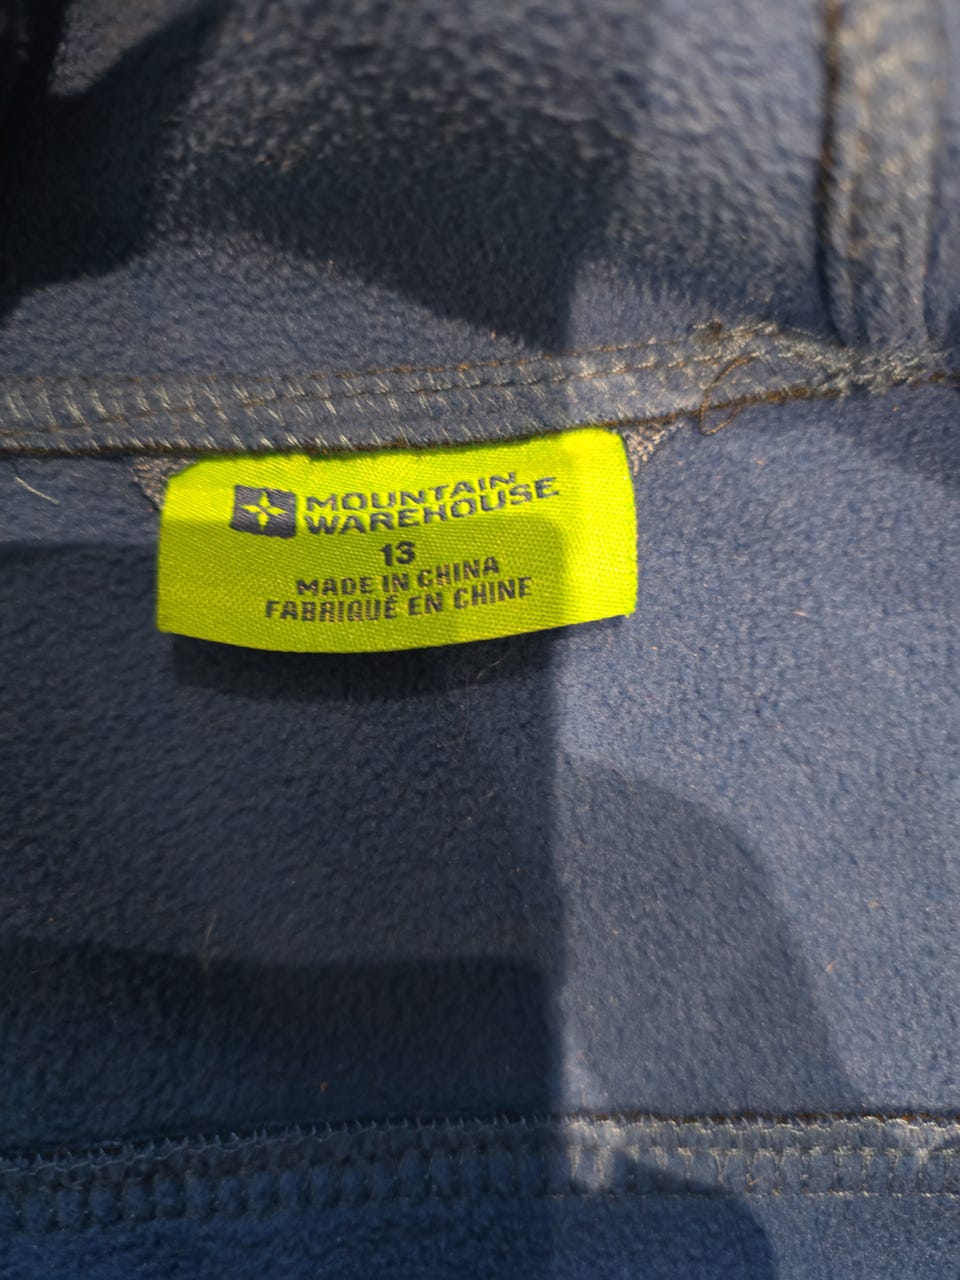 MOUNTAIN
WAREHOUSE
13
MADE IN CHINA
FABRIQUÉ EN CHINE